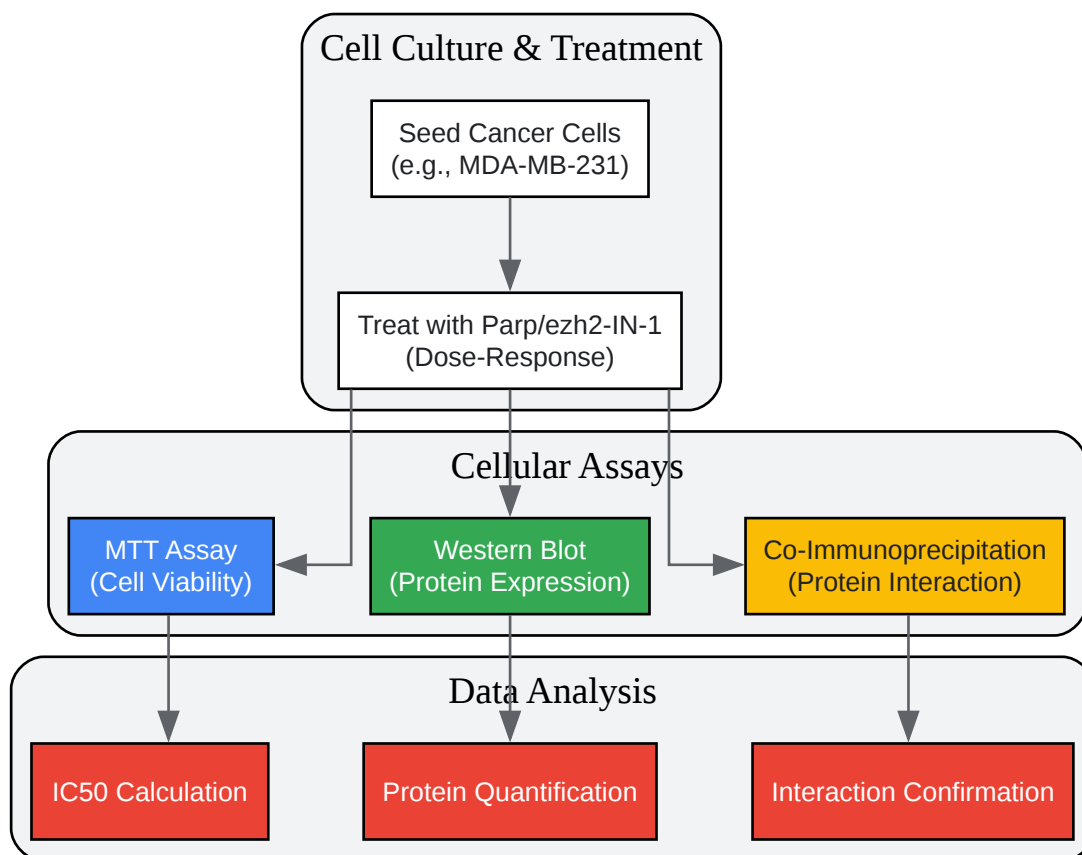 Cell Culture & Treatment
Seed Cancer Cells
(e.g., MDA-MB-231)
Treat with Parp/ezh2-IN-1
(Dose-Response)
Cellular Assays
MTT Assay
(Cell Viability)
Western Blot
(Protein Expression)
Co-Immunoprecipitation
(Protein Interaction)
Data Analysis
IC50 Calculation
Protein Quantification
Interaction Confirmation